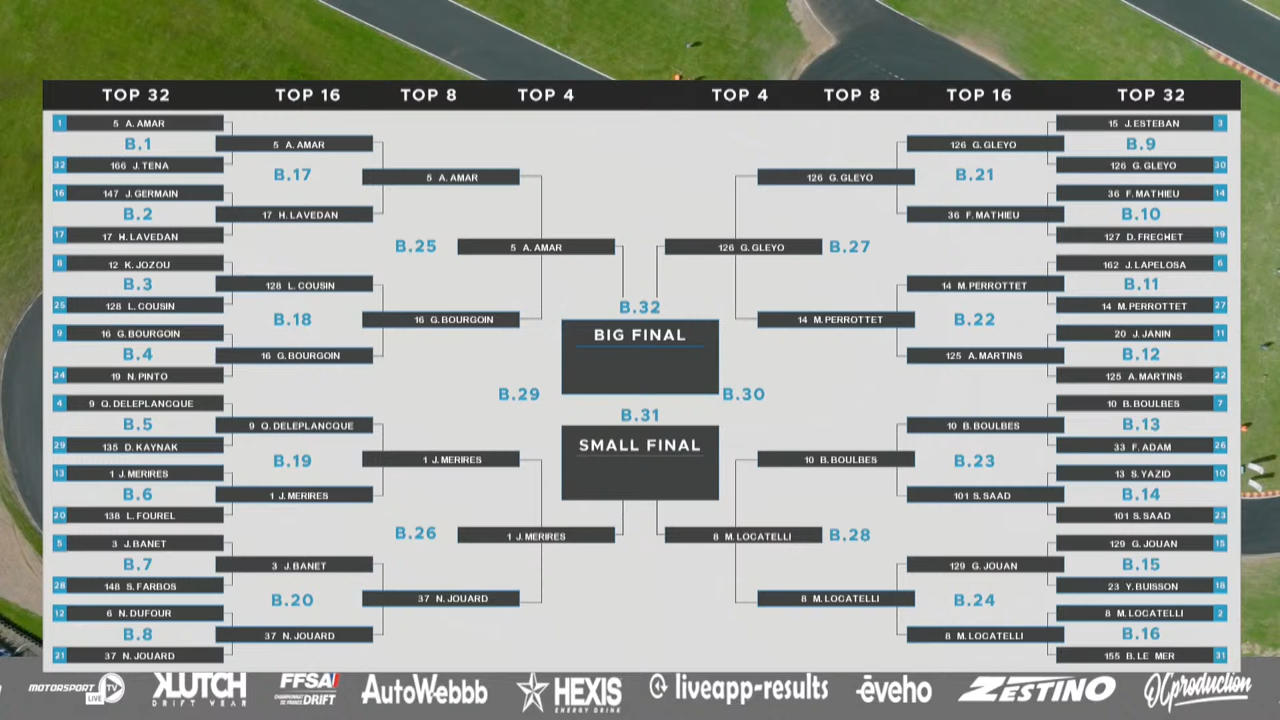 TOP 32 TOP 16 TOP 8 TOP 4 TOP 4 TOP 8 TOP 16 TOP 32
1 5 A. AMAR
B.1
32 166 J. TENA
16 147 J. GERMAIN
B.2
17 17 H. LAVEDAN
8 12 K. JOZOU
B.3
25 128 L. COUSIN
9 16 G. BOURGOIN
B.4
24 19 N. PINTO
4 9 Q. DELEPLANCQUE
B.5
29 135 D. KAYNAK
13 1 J. MERIRES
B.6
20 138 L. FOUREL
5 3 J. BANET
B.7
28 148 S. FARBOS
12 6 N. DUFOUR
B.8
21 37 N. JOUARD
5 A. AMAR
B.17
17 H. LAVEDAN
128 L. COUSIN
B.18
16 G. BOURGOIN
9 Q. DELEPLANCQUE
B.19
1 J. MERIRES
3 J. BANET
B.20
37 N. JOUARD
5 A. AMAR
B.25
16 G. BOURGOIN
1 J. MERIRES
B.26
37 N. JOUARD
5 A. AMAR
B.29
1 J. MERIRES
B.32
BIG FINAL
B.31
SMALL FINAL
126 G. GLEYO
B.30
8 M. LOCATELLI
126 G. GLEYO
B.27
14 M. PERROTTET
10 B. BOULBES
B.28
8 M. LOCATELLI
126 G. GLEYO
B.21
36 F. MATHIEU
14 M. PERROTTET
B.22
125 A. MARTINS
10 B. BOULBES
B.23
101 S. SAAD
129 G. JOUAN
B.24
8 M. LOCATELLI
15 J. ESTEBAN 3
B.9
126 G. GLEYO 30
36 F. MATHIEU 14
B.10
127 D. FRECHET 19
162 J. LAPELOSA 6
B.11
14 M. PERROTTET 27
20 J. JANIN 11
B.12
125 A. MARTINS 22
10 B. BOULBES 7
B.13
33 F. ADAM 26
13 S. YAZID 10
B.14
101 S. SAAD 23
129 G. JOUAN 15
B.15
23 Y. BUISSON 18
8 M. LOCATELLI 2
B.16
155 B. LE MER 31
MOTORSPORT TV LIVE
KLUTCH
DRIFT WEAR
FFSA
CHAMPIONNAT DE FRANCE DRIFT
AutoWebbb
HEXIS
ENERGY DRINK
liveapp-results
ēveho
ZESTINO
DCproduction